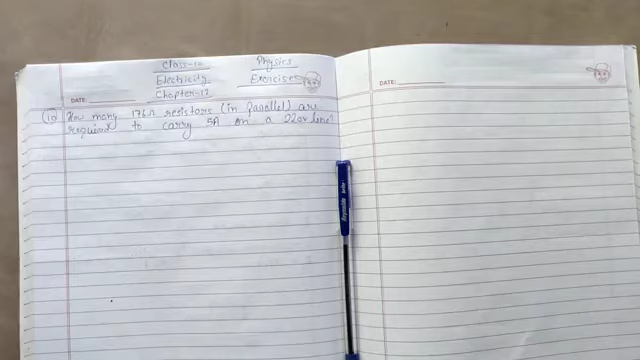 Class-10 Physics
Electricity Exercises
Chapter-12
DATE:
DATE:
(10) How many 176Ω resistors (in parallel) are
required to carry 5A on a 220V line?
Reynolds